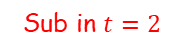 Sub in t = 2